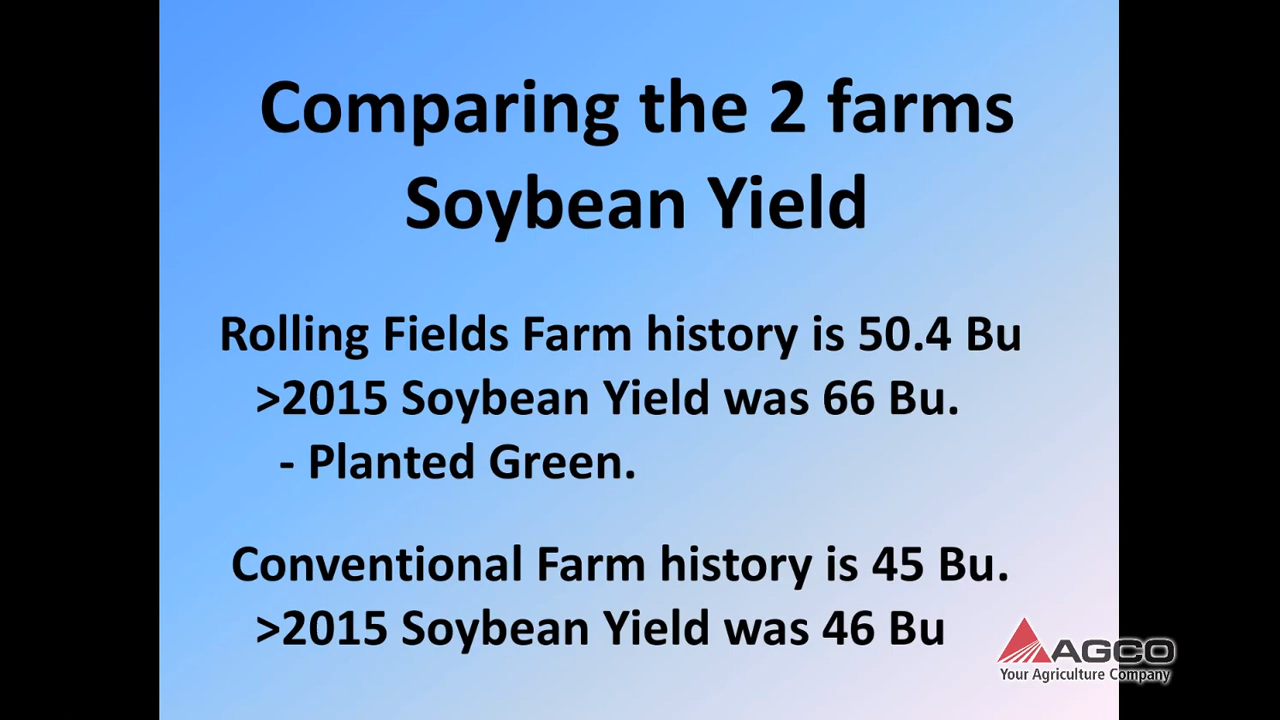 Comparing the 2 farms
Soybean Yield
Rolling Fields Farm history is 50.4 Bu
>2015 Soybean Yield was 66 Bu.
- Planted Green.
Conventional Farm history is 45 Bu.
>2015 Soybean Yield was 46 Bu
AGCO
Your Agriculture Company